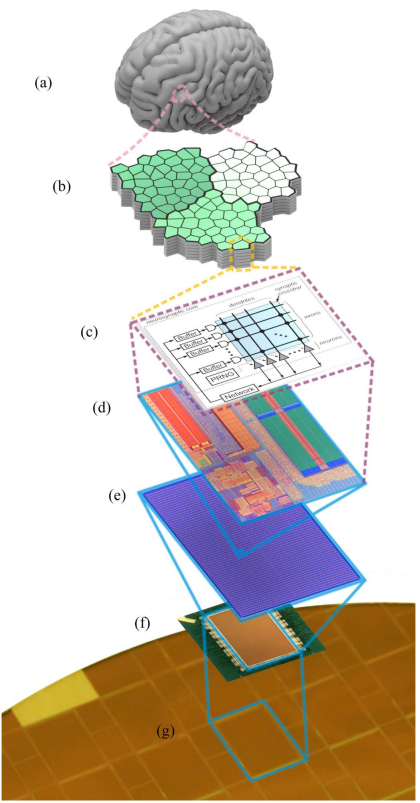 (a)
(b)
(c)
neurosynaptic core
dendrites
synaptic
crossbar
axons
neurons
Buffer
Buffer
Buffer
Buffer
PRNG
Network
(d)
(e)
(f)
(g)